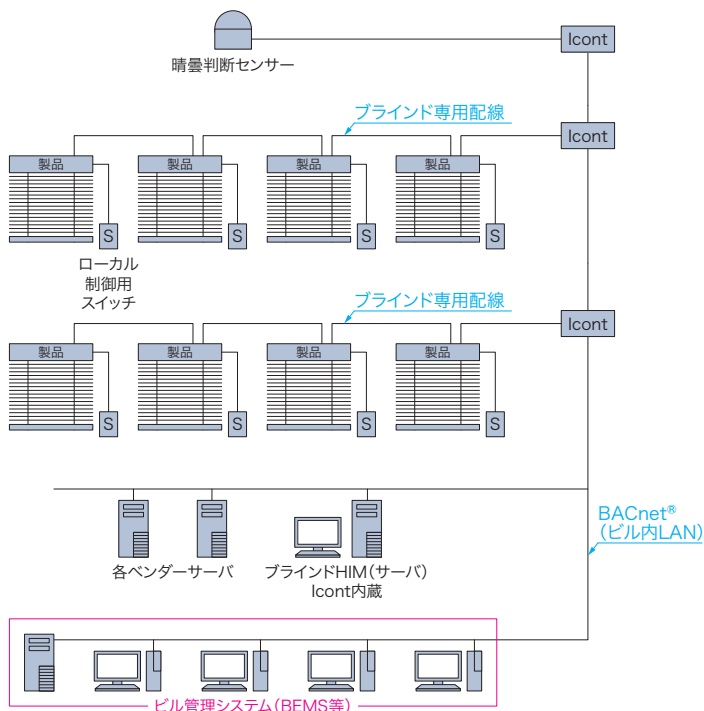 Icont
晴曇判断センサー
ブラインド専用配線
Icont
製品 製品 製品 製品
S S S S
ローカル
制御用
スイッチ
ブラインド専用配線
Icont
製品 製品 製品 製品
S S S S
BACnet®
（ビル内LAN）
各ベンダーサーバ
ブラインドHIM（サーバ）
Icont内蔵
ビル管理システム（BEMS等）